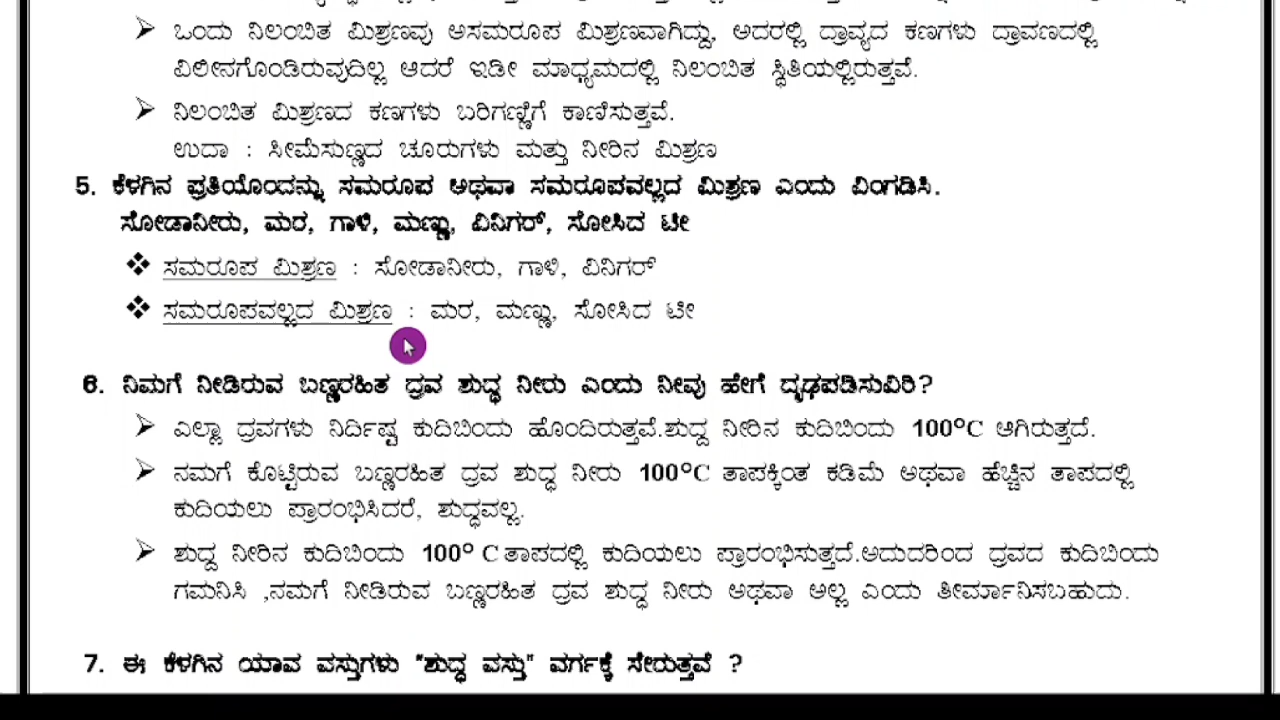 ➢ ಒಂದು ನಿಲಂಬಿತ ಮಿಶ್ರಣವು ಅಸಮರೂಪ ಮಿಶ್ರಣವಾಗಿದ್ದು, ಅದರಲ್ಲಿ ದ್ರಾವ್ಯದ ಕಣಗಳು ದ್ರಾವಣದಲ್ಲಿ
ವಿಲೀನಗೊಂಡಿರುವುದಿಲ್ಲ ಆದರೆ ಇಡೀ ಮಾಧ್ಯಮದಲ್ಲಿ ನಿಲಂಬಿತ ಸ್ಥಿತಿಯಲ್ಲಿರುತ್ತವೆ.
➢ ನಿಲಂಬಿತ ಮಿಶ್ರಣದ ಕಣಗಳು ಬರಿಗಣ್ಣಿಗೆ ಕಾಣಿಸುತ್ತವೆ.
ಉದಾ : ಸೀಮೆಸುಣ್ಣದ ಚೂರುಗಳು ಮತ್ತು ನೀರಿನ ಮಿಶ್ರಣ
5. ಕೆಳಗಿನ ಪ್ರತಿಯೊಂದನ್ನು ಸಮರೂಪ ಅಥವಾ ಸಮರೂಪವಲ್ಲದ ಮಿಶ್ರಣ ಎಂದು ವಿಂಗಡಿಸಿ.
ಸೋಡಾನೀರು, ಮರ, ಗಾಳಿ, ಮಣ್ಣು, ವಿನಿಗರ್, ಸೋಸಿದ ಟೀ
❖ ಸಮರೂಪ ಮಿಶ್ರಣ : ಸೋಡಾನೀರು, ಗಾಳಿ, ವಿನಿಗರ್
❖ ಸಮರೂಪವಲ್ಲದ ಮಿಶ್ರಣ : ಮರ, ಮಣ್ಣು, ಸೋಸಿದ ಟೀ
6. ನಿಮಗೆ ನೀಡಿರುವ ಬಣ್ಣರಹಿತ ದ್ರವ ಶುದ್ಧ ನೀರು ಎಂದು ನೀವು ಹೇಗೆ ದೃಢಪಡಿಸುವಿರಿ?
➢ ಎಲ್ಲಾ ದ್ರವಗಳು ನಿರ್ದಿಷ್ಟ ಕುದಿಬಿಂದು ಹೊಂದಿರುತ್ತವೆ.ಶುದ್ದ ನೀರಿನ ಕುದಿಬಿಂದು 100°C ಆಗಿರುತ್ತದೆ.
➢ ನಮಗೆ ಕೊಟ್ಟಿರುವ ಬಣ್ಣರಹಿತ ದ್ರವ ಶುದ್ಧ ನೀರು 100°C ತಾಪಕ್ಕಿಂತ ಕಡಿಮೆ ಅಥವಾ ಹೆಚ್ಚಿನ ತಾಪದಲ್ಲಿ
ಕುದಿಯಲು ಪ್ರಾರಂಭಿಸಿದರೆ, ಶುದ್ಧವಲ್ಲ.
➢ ಶುದ್ದ ನೀರಿನ ಕುದಿಬಿಂದು 100° C ತಾಪದಲ್ಲಿ ಕುದಿಯಲು ಪ್ರಾರಂಭಿಸುತ್ತದೆ.ಅದುದರಿಂದ ದ್ರವದ ಕುದಿಬಿಂದು
ಗಮನಿಸಿ ,ನಮಗೆ ನೀಡಿರುವ ಬಣ್ಣರಹಿತ ದ್ರವ ಶುದ್ಧ ನೀರು ಅಥವಾ ಅಲ್ಲ ಎಂದು ತೀರ್ಮಾನಿಸಬಹುದು.
7. ಈ ಕೆಳಗಿನ ಯಾವ ವಸ್ತುಗಳು "ಶುದ್ಧ ವಸ್ತು" ವರ್ಗಕ್ಕೆ ಸೇರುತ್ತವೆ ?